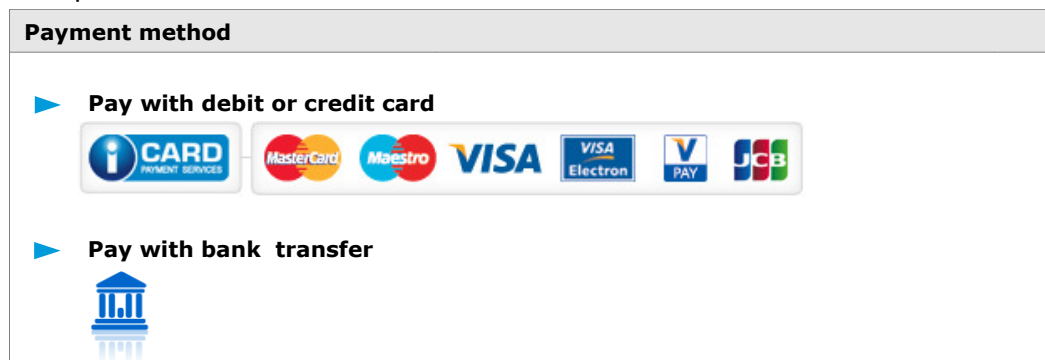 Payment method
Pay with debit or credit card
i CARD PAYMENT SERVICES MasterCard Maestro VISA VISA Electron V PAY JCB
Pay with bank transfer